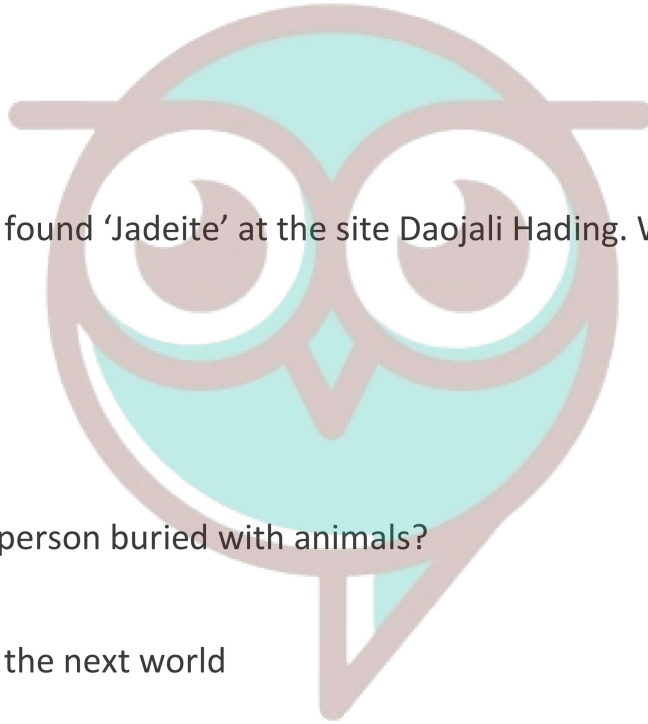 found ‘Jadeite’ at the site Daojali Hading.
person buried with animals?
the next world